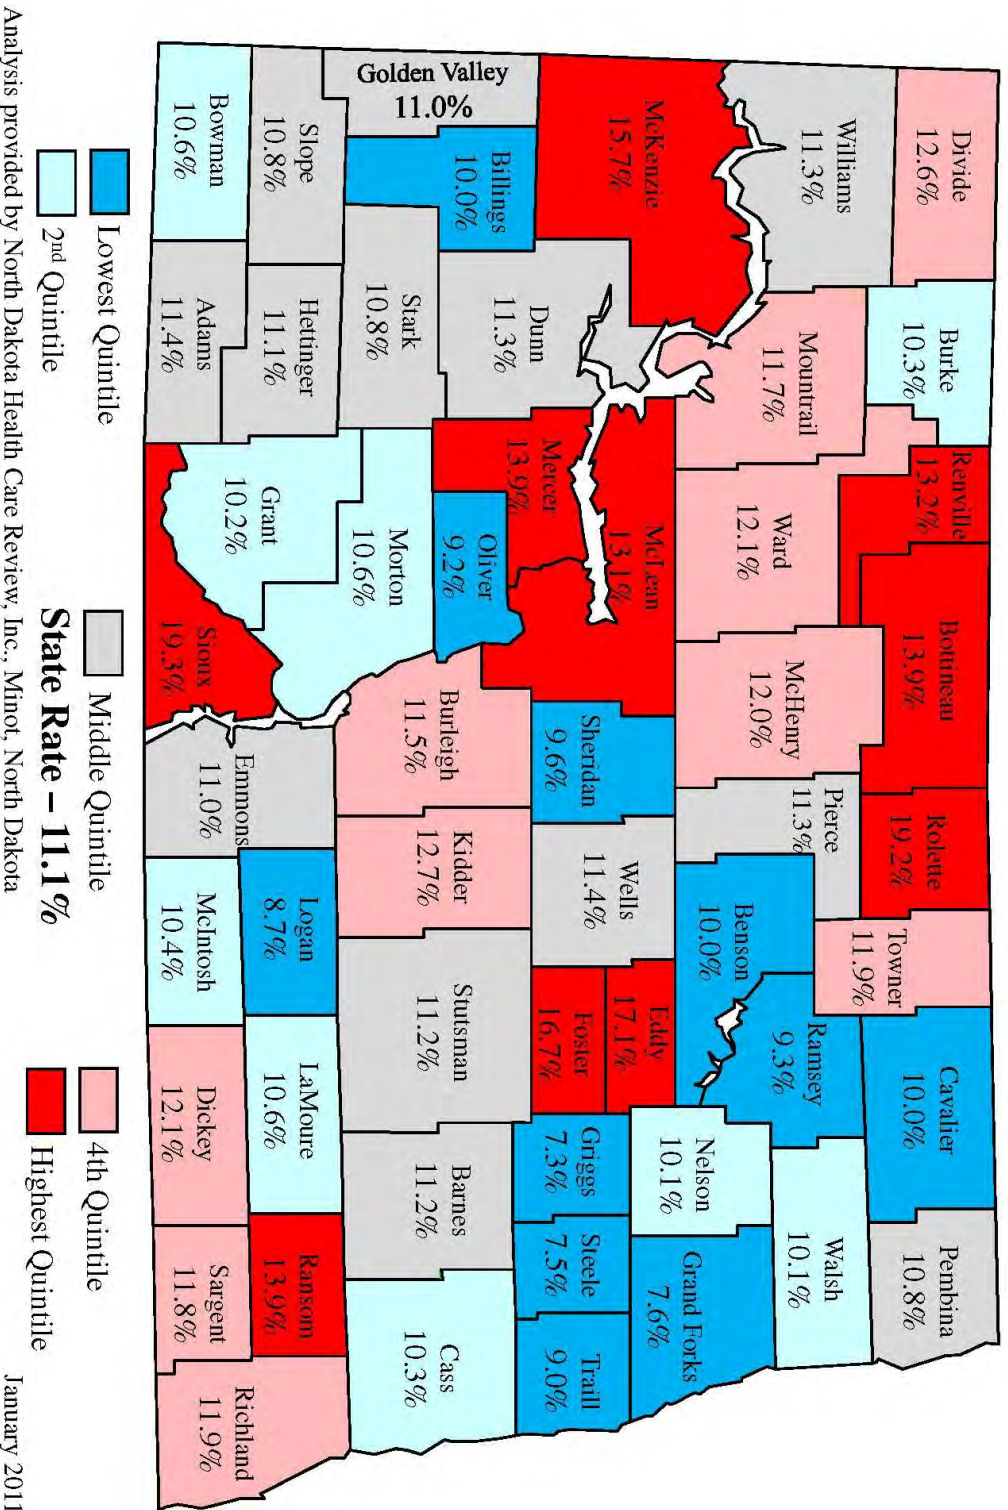 Divide
12.6%
Burke
10.3%
Renville
13.2%
Bottineau
13.9%
Rolette
19.2%
Towner
11.9%
Cavalier
10.0%
Pembina
10.8%
Williams
11.3%
Mountrail
11.7%
Ward
12.1%
McHenry
12.0%
Pierce
11.3%
Benson
10.0%
Ramsey
9.3%
Walsh
10.1%
McKenzie
15.7%
McLean
13.1%
Sheridan
9.6%
Wells
11.4%
Eddy
17.1%
Foster
16.7%
Nelson
10.1%
Grand Forks
7.6%
Golden Valley
11.0%
Billings
10.0%
Dunn
11.3%
Mercer
13.9%
Oliver
9.2%
Griggs
7.3%
Steele
7.5%
Traill
9.0%
Stark
10.8%
Morton
10.6%
Burleigh
11.5%
Kidder
12.7%
Stutsman
11.2%
Barnes
11.2%
Cass
10.3%
Slope
10.8%
Hettinger
11.1%
Grant
10.2%
Emmons
11.0%
Logan
8.7%
LaMoure
10.6%
Ransom
13.9%
Bowman
10.6%
Adams
11.4%
Sioux
19.3%
McIntosh
10.4%
Dickey
12.1%
Sargent
11.8%
Richland
11.9%
Lowest Quintile
2nd Quintile
Middle Quintile
State Rate – 11.1%
4th Quintile
Highest Quintile
Analysis provided by North Dakota Health Care Review, Inc., Minot, North Dakota
January 2011